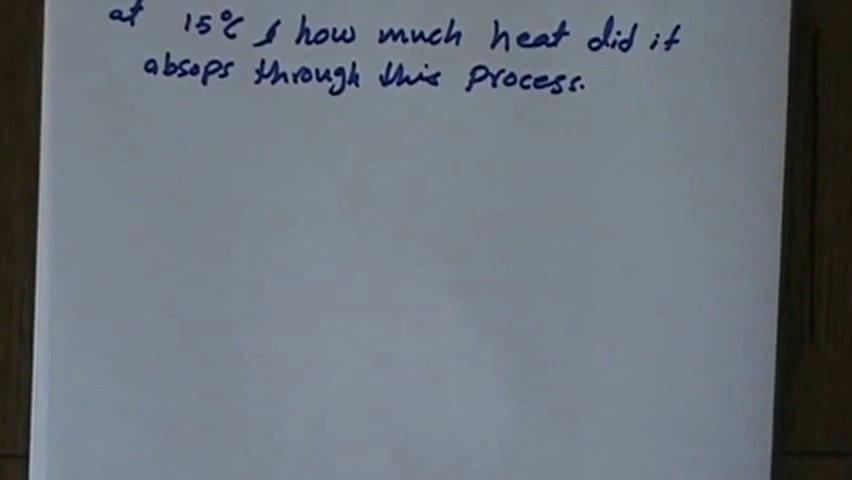 at 15°C, how much heat did it
absops through this process.